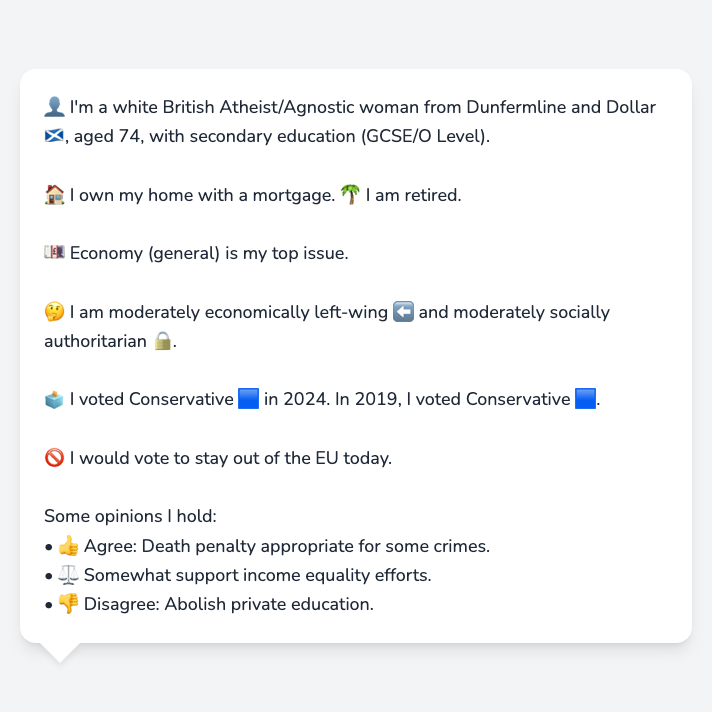 👤 I'm a white British Atheist/Agnostic woman from Dunfermline and Dollar
🏴󠁧󠁢󠁳󠁣󠁴󠁿, aged 74, with secondary education (GCSE/O Level).
🏠 I own my home with a mortgage. 🌴 I am retired.
💷 Economy (general) is my top issue.
🤔 I am moderately economically left-wing ⬅️ and moderately socially
authoritarian 🔒.
🗳️ I voted Conservative 🟦 in 2024. In 2019, I voted Conservative 🟦.
🚫 I would vote to stay out of the EU today.
Some opinions I hold:
• 👍 Agree: Death penalty appropriate for some crimes.
• ⚖️ Somewhat support income equality efforts.
• 👎 Disagree: Abolish private education.